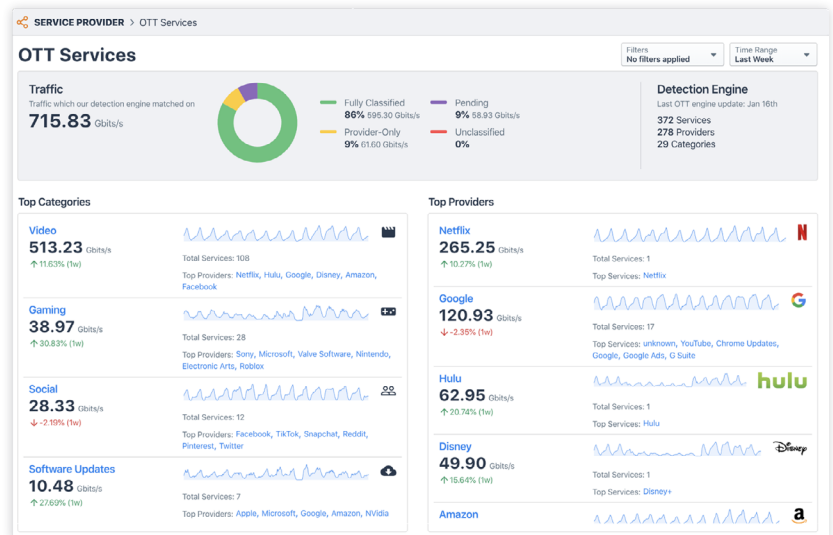 SERVICE PROVIDER > OTT Services
OTT Services
Filters
No filters applied
Time Range
Last Week
Traffic
Traffic which our detection engine matched on
715.83 Gbits/s
Fully Classified
86% 595.30 Gbits/s
Provider-Only
9% 61.60 Gbits/s
Pending
9% 58.93 Gbits/s
Unclassified
0%
Detection Engine
Last OTT engine update: Jan 16th
372 Services
278 Providers
29 Categories
Top Categories
Video
513.23 Gbits/s
↑ 11.63% (1w)
Total Services: 108
Top Providers: Netflix, Hulu, Google, Disney, Amazon,
Facebook
Gaming
38.97 Gbits/s
↑ 30.83% (1w)
Total Services: 28
Top Providers: Sony, Microsoft, Valve Software, Nintendo,
Electronic Arts, Roblox
Social
28.33 Gbits/s
↓ -2.19% (1w)
Total Services: 12
Top Providers: Facebook, TikTok, Snapchat, Reddit,
Pinterest, Twitter
Software Updates
10.48 Gbits/s
↑ 27.69% (1w)
Total Services: 7
Top Providers: Apple, Microsoft, Google, Amazon, NVidia
Top Providers
Netflix
265.25 Gbits/s
↑ 10.27% (1w)
Total Services: 1
Top Services: Netflix
N
Google
120.93 Gbits/s
↓ -2.35% (1w)
Total Services: 17
Top Services: unknown, YouTube, Chrome Updates,
Google, Google Ads, G Suite
G
Hulu
62.95 Gbits/s
↑ 20.74% (1w)
Total Services: 1
Top Services: Hulu
hulu
Disney
49.90 Gbits/s
↑ 15.64% (1w)
Total Services: 1
Top Services: Disney+
Disney
Amazon
a